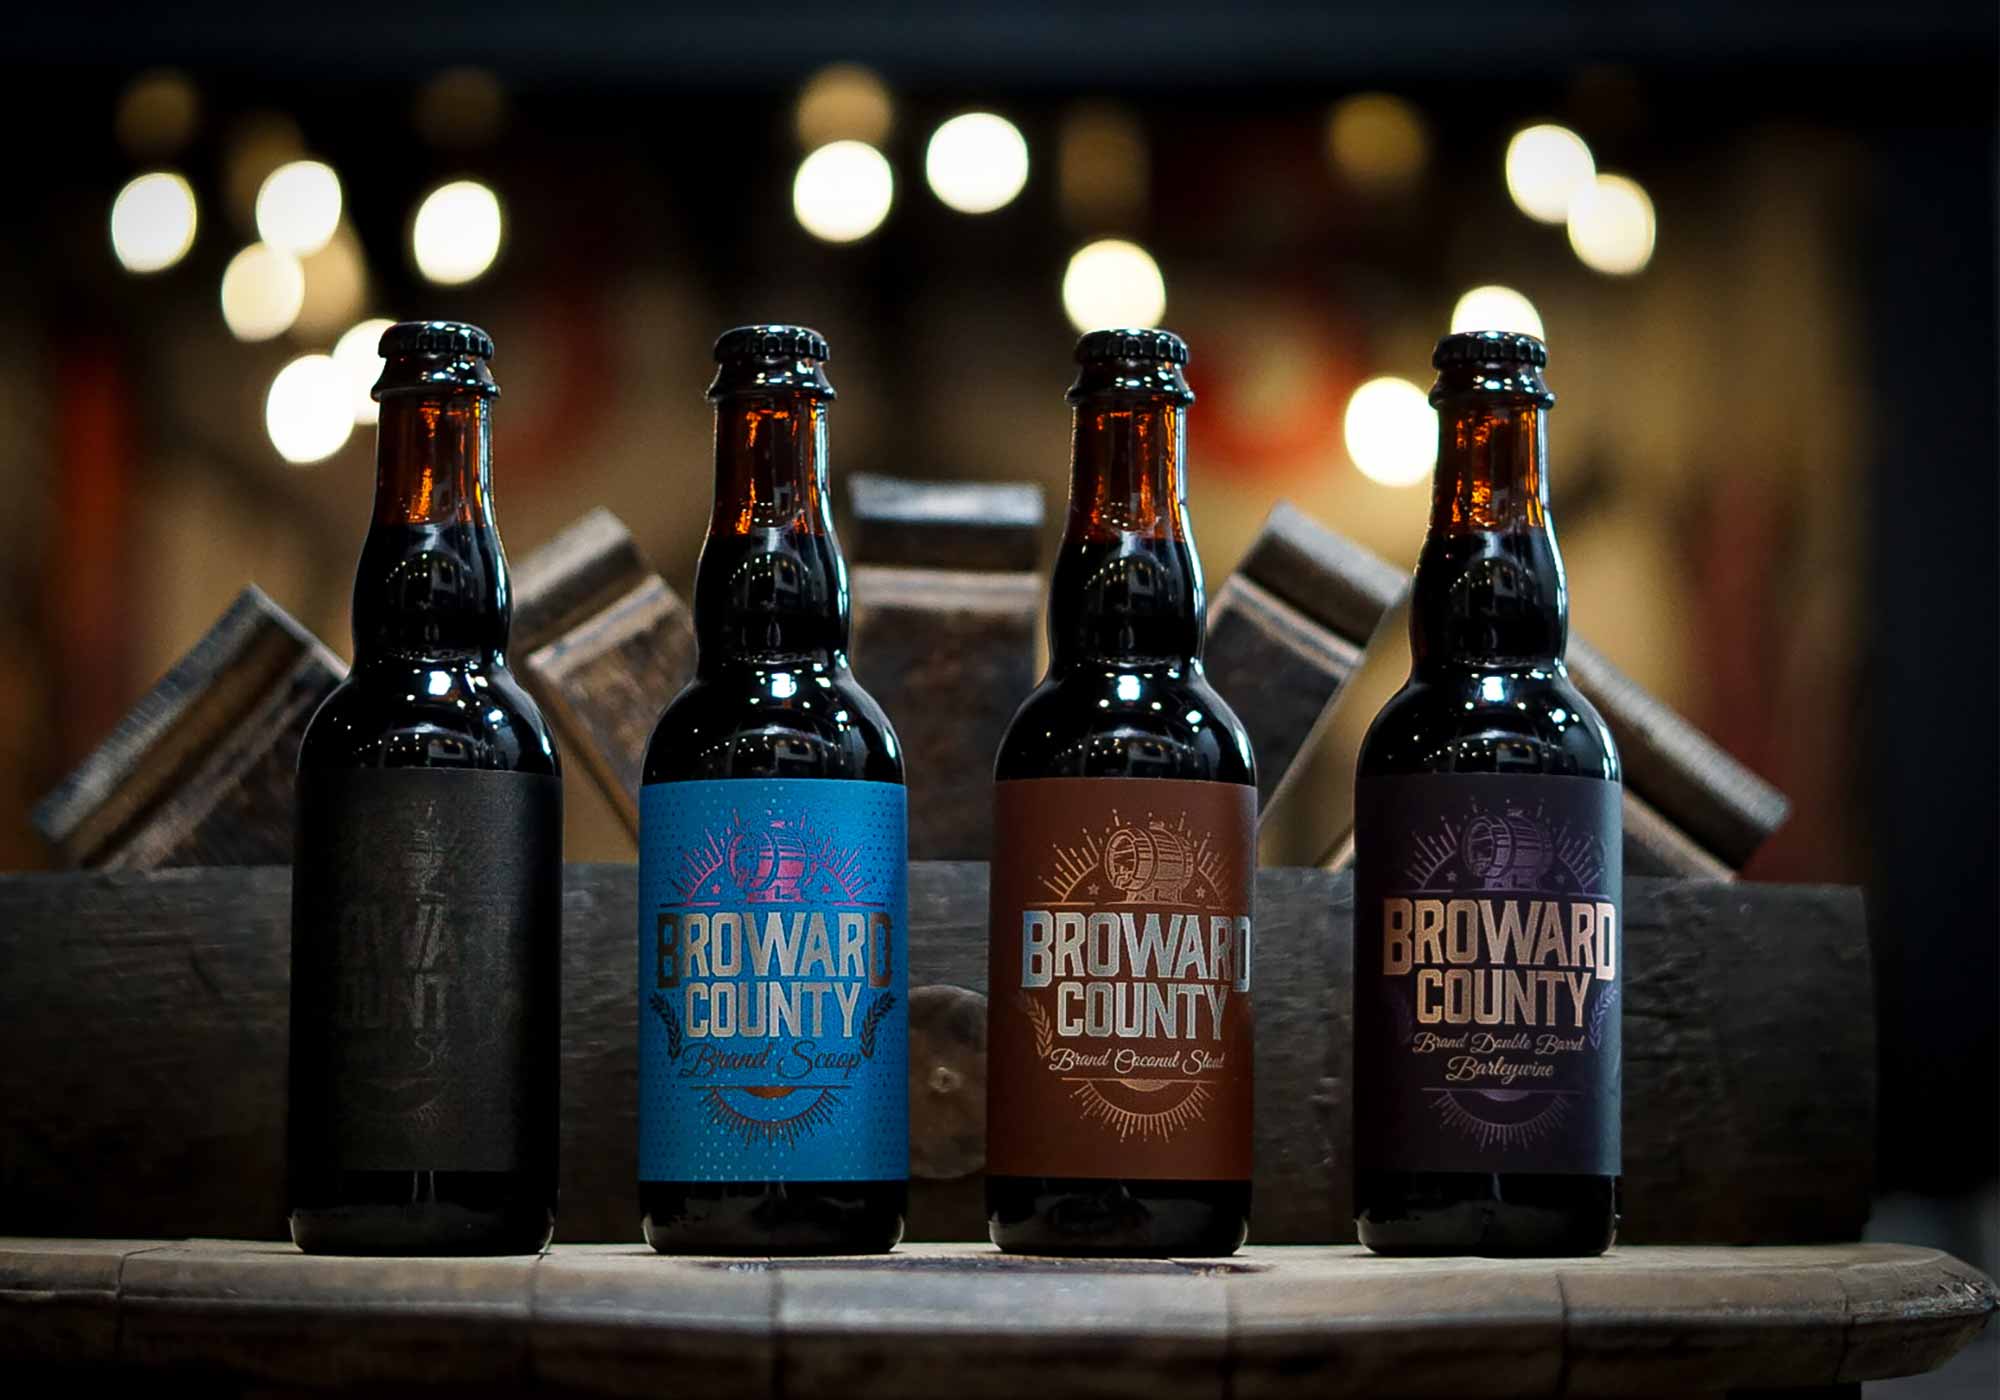 BROWARD
COUNTY
Brand Scoop
BROWARD
COUNTY
Brand Coconut Stout
BROWARD
COUNTY
Brand Double Barrel
Barleywine